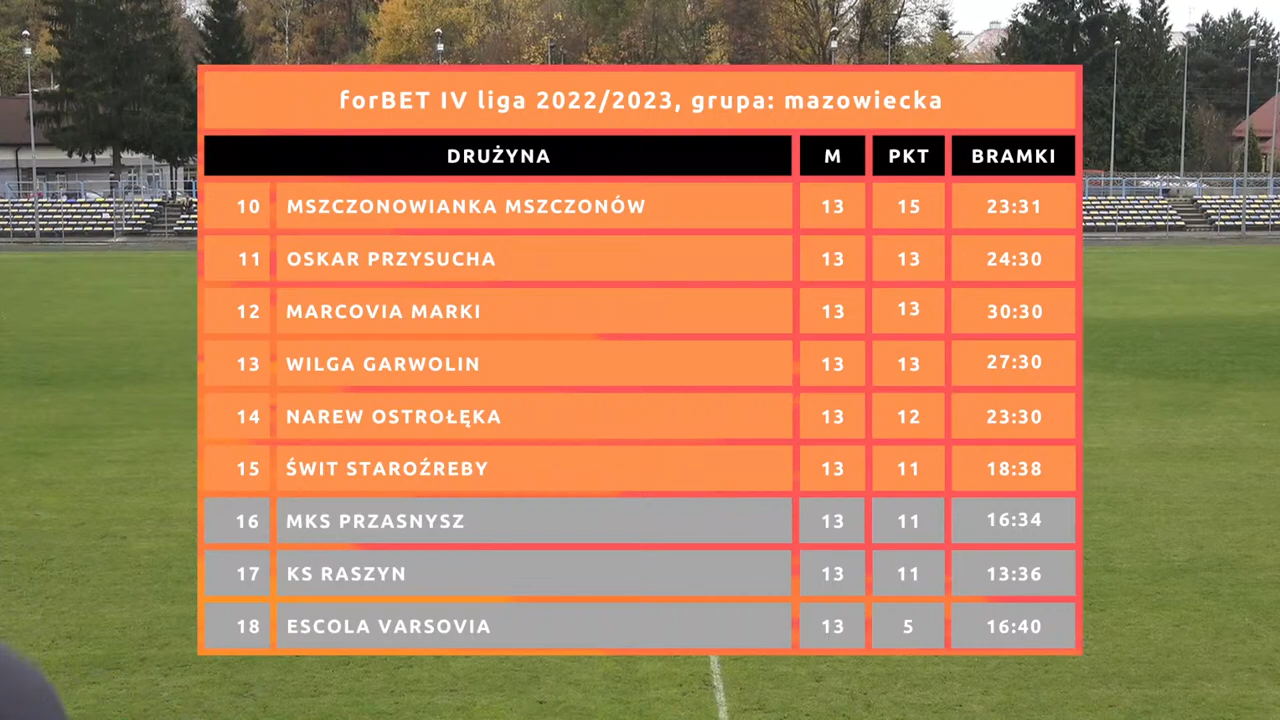 forBET IV liga 2022/2023, grupa: mazowiecka
DRUŻYNA M PKT BRAMKI
10 MSZCZONOWIANKA MSZCZONÓW 13 15 23:31
11 OSKAR PRZYSUCHA 13 13 24:30
12 MARCOVIA MARKI 13 13 30:30
13 WILGA GARWOLIN 13 13 27:30
14 NAREW OSTROŁĘKA 13 12 23:30
15 ŚWIT STAROŹREBY 13 11 18:38
16 MKS PRZASNYSZ 13 11 16:34
17 KS RASZYN 13 11 13:36
18 ESCOLA VARSOVIA 13 5 16:40